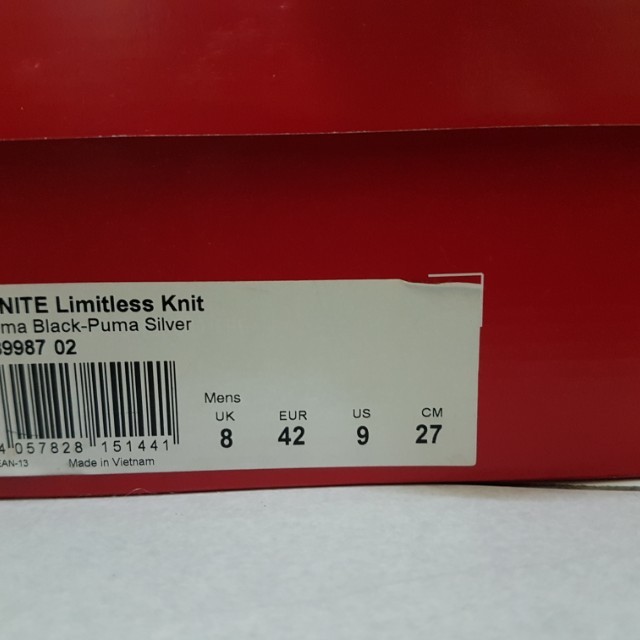 NITE Limitless Knit
ma Black-Puma Silver
9987 02
4 057828 151441
EAN-13 Made in Vietnam
Mens
UK EUR US CM
8 42 9 27